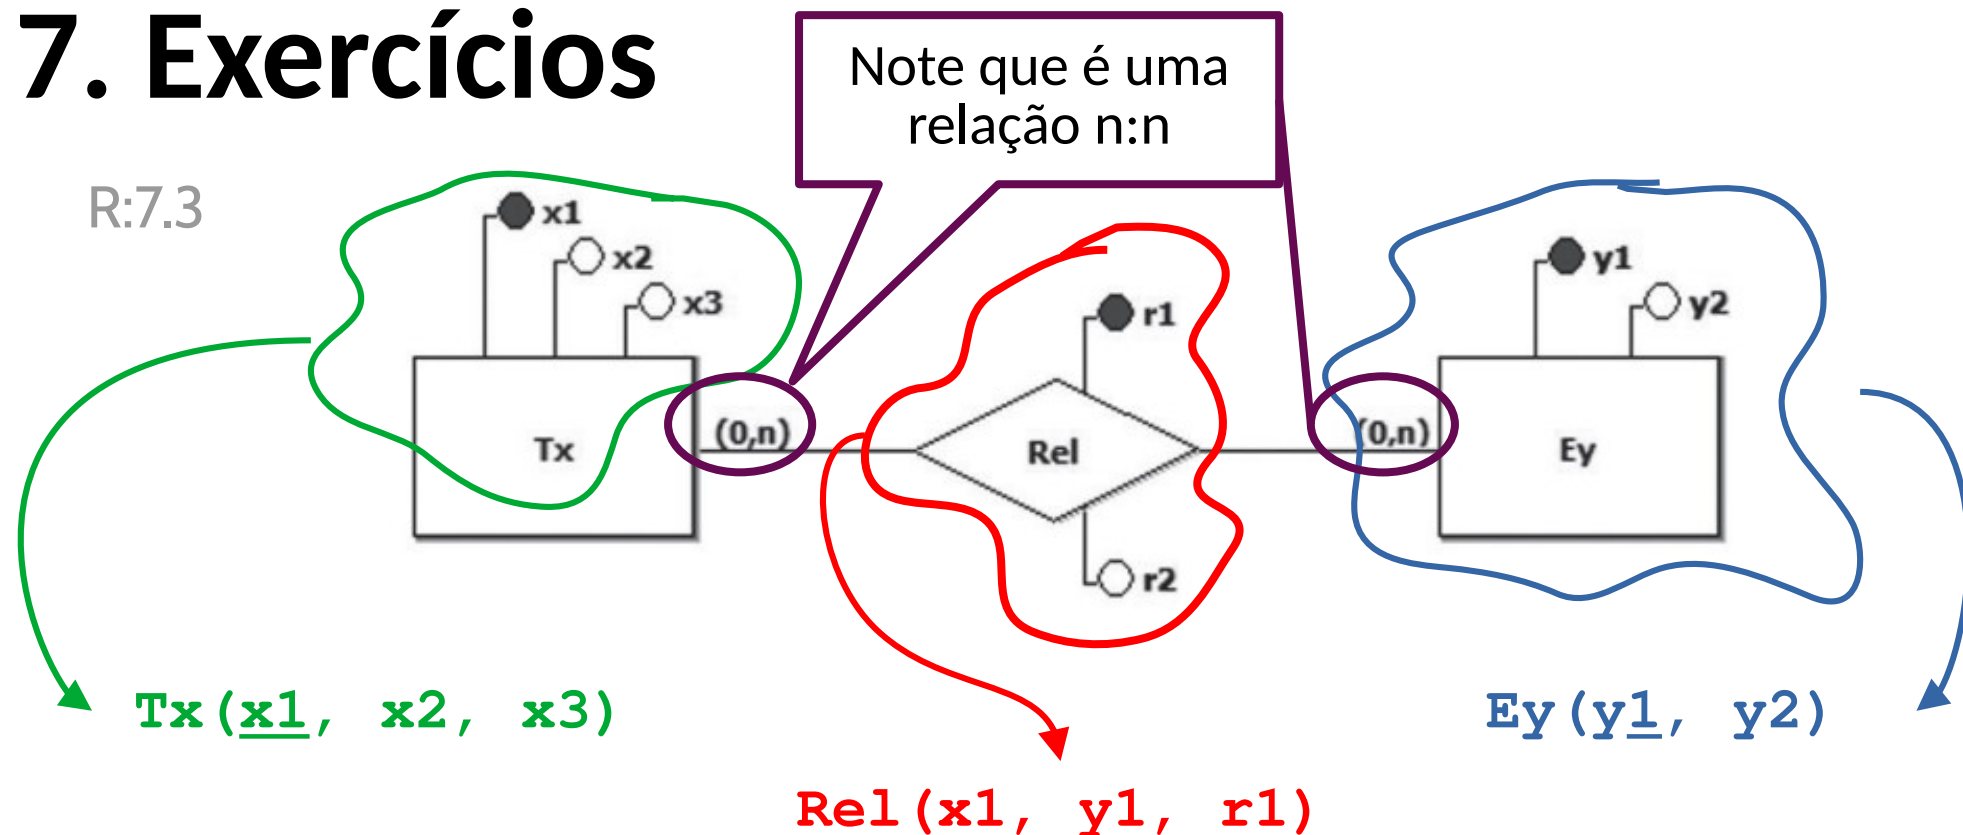 7. Exercícios
Note que é uma
relação n:n
R:7.3
x1
x2
x3
r1
y1
y2
(0,n)
(0,n)
Tx
Rel
Ey
r2
Tx(x1, x2, x3)
Ey(y1, y2)
Rel(x1, y1, r1)